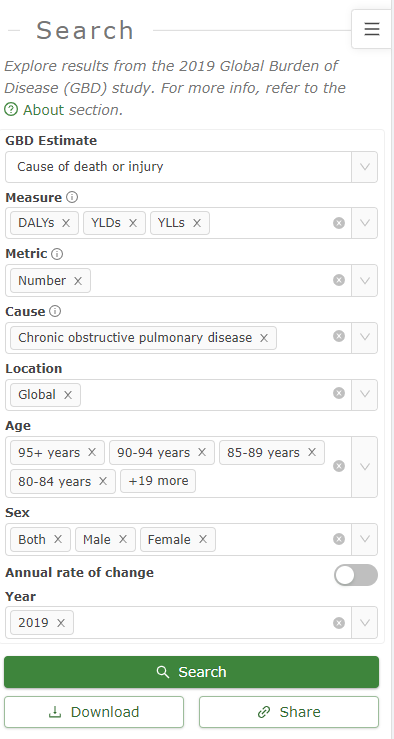 Search
Explore results from the 2019 Global Burden of
Disease (GBD) study. For more info, refer to the
About section.
GBD Estimate
Cause of death or injury
Measure
DALYs YLDs YLLs
Metric
Number
Cause
Chronic obstructive pulmonary disease
Location
Global
Age
95+ years 90-94 years 85-89 years
80-84 years +19 more
Sex
Both Male Female
Annual rate of change
Year
2019
Search
Download Share